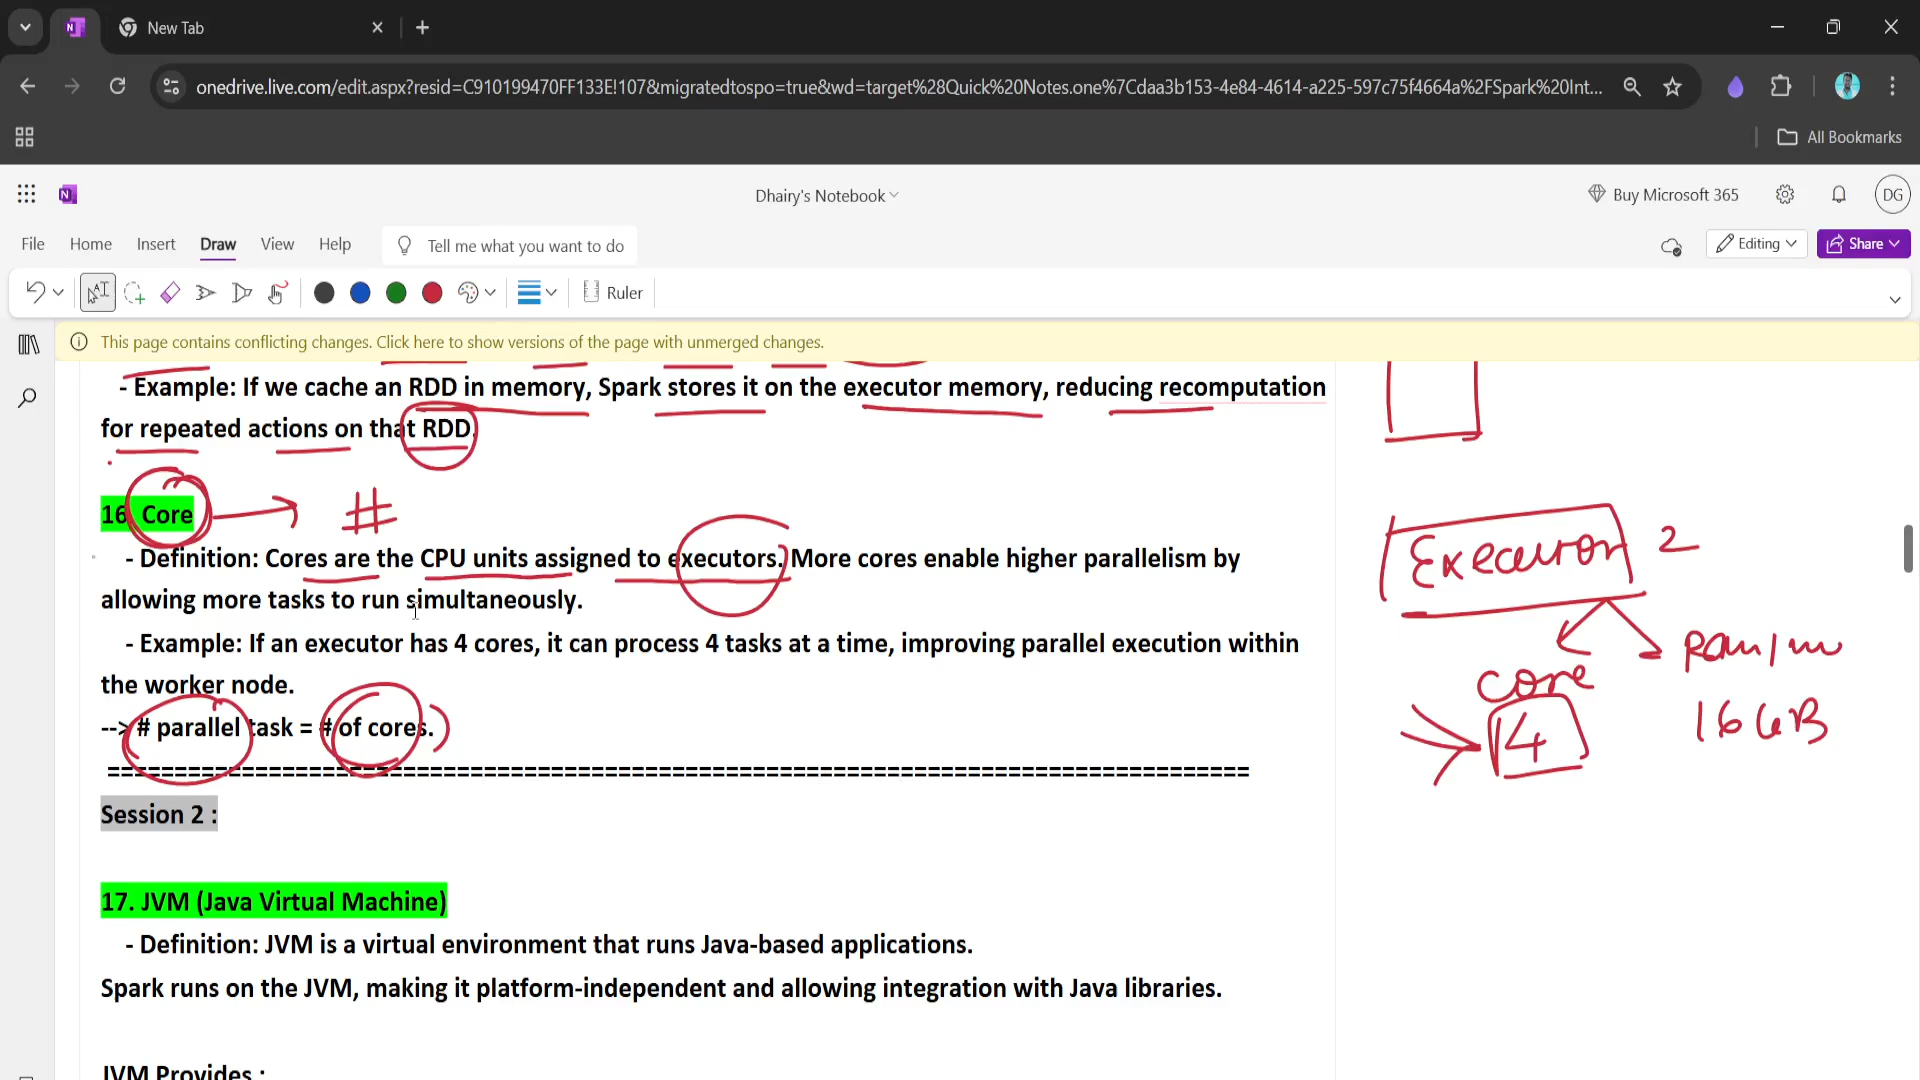 New Tab
onedrive.live.com/edit.aspx?resid=C910199470FF133E!107&migratedtospo=true&wd=target%28Quick%20Notes.one%7Cdaa3b153-4e84-4614-a225-597c75f4664a%2FSpark%20Int...
All Bookmarks
Dhairy's Notebook
Buy Microsoft 365
DG
File Home Insert Draw View Help Tell me what you want to do
Editing
Share
Ruler
This page contains conflicting changes. Click here to show versions of the page with unmerged changes.
- Example: If we cache an RDD in memory, Spark stores it on the executor memory, reducing recomputation
for repeated actions on that RDD.
16. Core
#
- Definition: Cores are the CPU units assigned to executors. More cores enable higher parallelism by
allowing more tasks to run simultaneously.
- Example: If an executor has 4 cores, it can process 4 tasks at a time, improving parallel execution within
the worker node.
--> # parallel task = # of cores.
==========================================================================================
Session 2 :
17. JVM (Java Virtual Machine)
- Definition: JVM is a virtual environment that runs Java-based applications.
Spark runs on the JVM, making it platform-independent and allowing integration with Java libraries.
JVM Provides :
Executor 2
core
4
16 GB